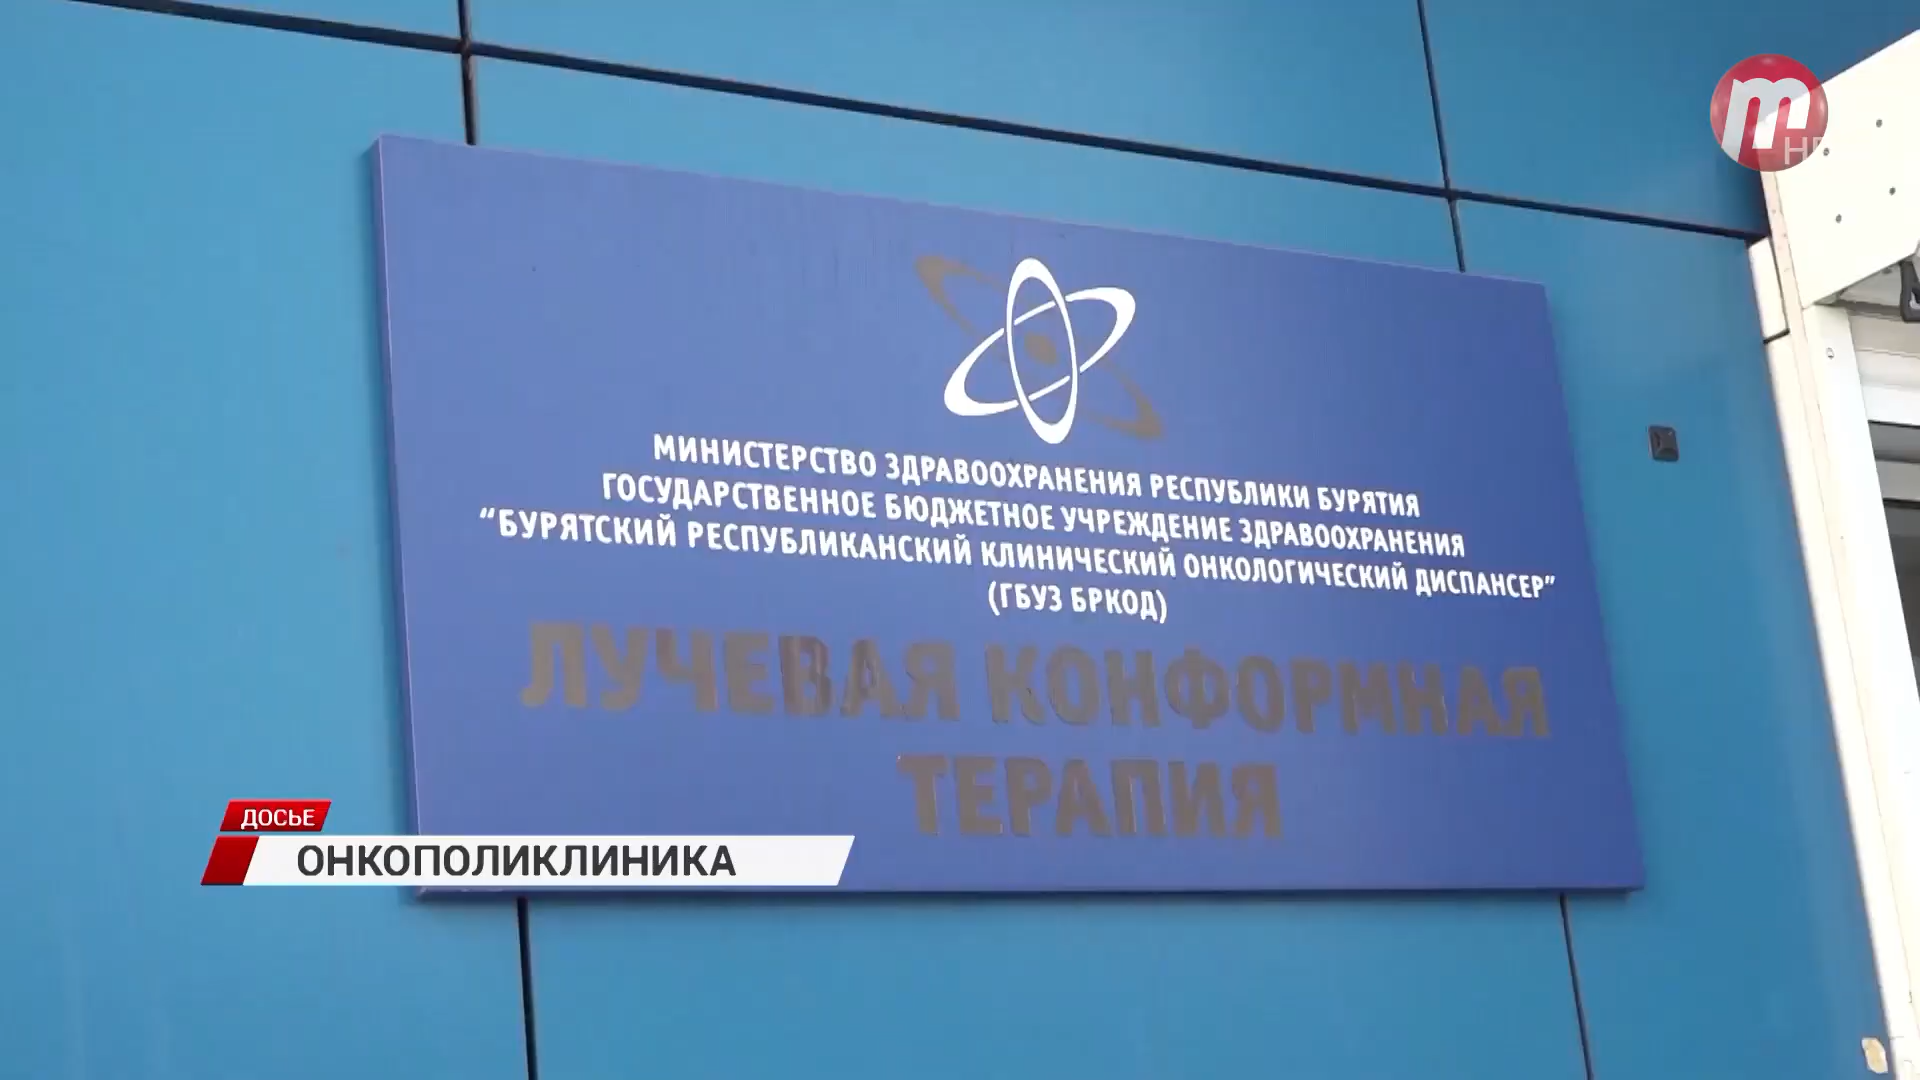 МИНИСТЕРСТВО ЗДРАВООХРАНЕНИЯ РЕСПУБЛИКИ БУРЯТИЯ
ГОСУДАРСТВЕННОЕ БЮДЖЕТНОЕ УЧРЕЖДЕНИЕ ЗДРАВООХРАНЕНИЯ
“БУРЯТСКИЙ РЕСПУБЛИКАНСКИЙ КЛИНИЧЕСКИЙ ОНКОЛОГИЧЕСКИЙ ДИСПАНСЕР”
(ГБУЗ БРКОД)
ЛУЧЕВАЯ КОНФОРМНАЯ
ТЕРАПИЯ
ДОСЬЕ
ОНКОПОЛИКЛИНИКА